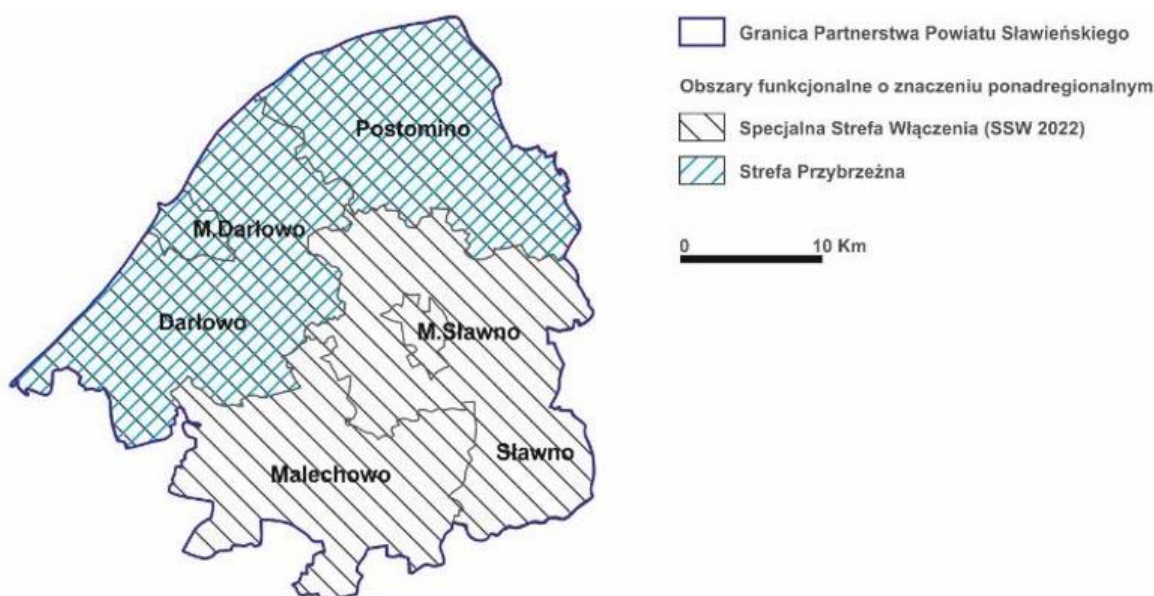 Postomino
M.Darłowo
Darłowo
M.Sławno
Sławno
Malechowo
Granica Partnerstwa Powiatu Sławieńskiego
Obszary funkcjonalne o znaczeniu ponadregionalnym
Specjalna Strefa Włączenia (SSW 2022)
Strefa Przybrzeżna
0 10 Km